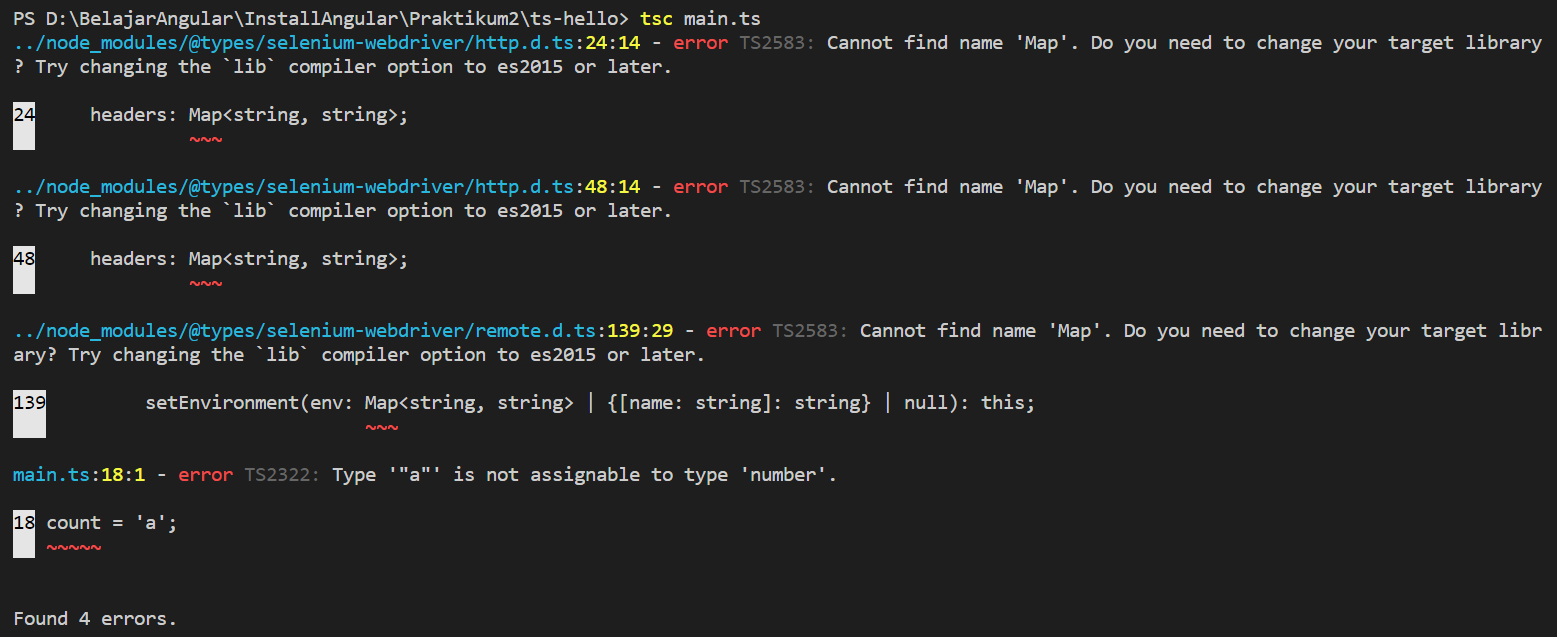 PS D:\BelajarAngular\InstallAngular\Praktikum2\ts-hello> tsc main.ts
../node_modules/@types/selenium-webdriver/http.d.ts:24:14 - error TS2583: Cannot find name 'Map'. Do you need to change your target library
? Try changing the `lib` compiler option to es2015 or later.
24     headers: Map<string, string>;
~~~
../node_modules/@types/selenium-webdriver/http.d.ts:48:14 - error TS2583: Cannot find name 'Map'. Do you need to change your target library
? Try changing the `lib` compiler option to es2015 or later.
48     headers: Map<string, string>;
~~~
../node_modules/@types/selenium-webdriver/remote.d.ts:139:29 - error TS2583: Cannot find name 'Map'. Do you need to change your target libr
ary? Try changing the `lib` compiler option to es2015 or later.
139         setEnvironment(env: Map<string, string> | {[name: string]: string} | null): this;
~~~
main.ts:18:1 - error TS2322: Type '"a"' is not assignable to type 'number'.
18 count = 'a';
~~~~~
Found 4 errors.